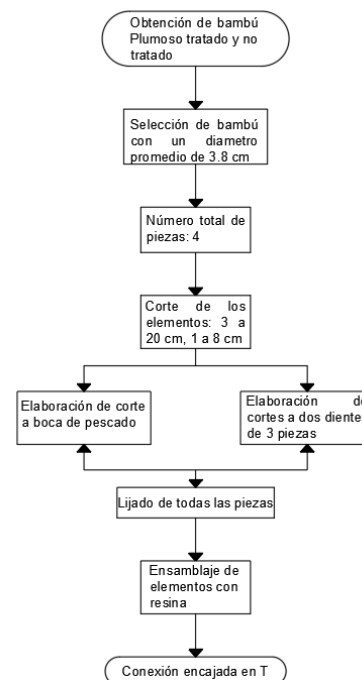 Obtención de bambú
Plumoso tratado y no
tratado
Selección de bambú
con un diametro
promedio de 3.8 cm
Número total de
piezas: 4
Corte de los
elementos: 3 a
20 cm, 1 a 8 cm
Elaboración de corte
a boca de pescado
Elaboración de
cortes a dos diente
de 3 piezas
Lijado de todas las piezas
Ensamblaje de
elementos con
resina
Conexión encajada en T